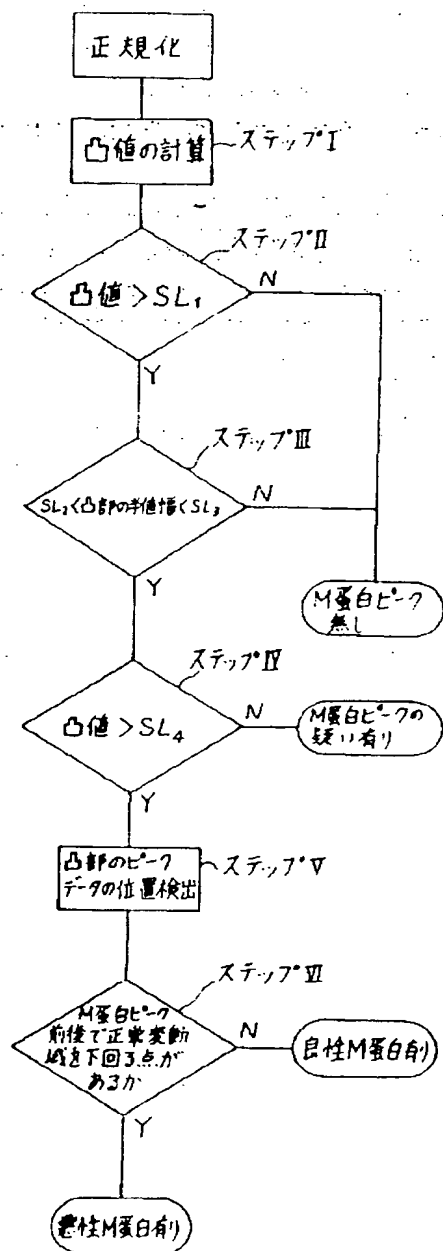 正規化
凸値の計算
ステップI
ステップII
凸値>SL₁
N
Y
ステップIII
SL₂<凸部の半値幅<SL₃
N
Y
M蛋白ピーク
無し
ステップIV
凸値>SL₄
N
M蛋白ピークの
疑い有り
Y
凸部のピーク
データの位置検出
ステップV
ステップVI
M蛋白ピーク
前後で正常変動
域を下回る点が
あるか
N
良性M蛋白有り
Y
悪性M蛋白有り